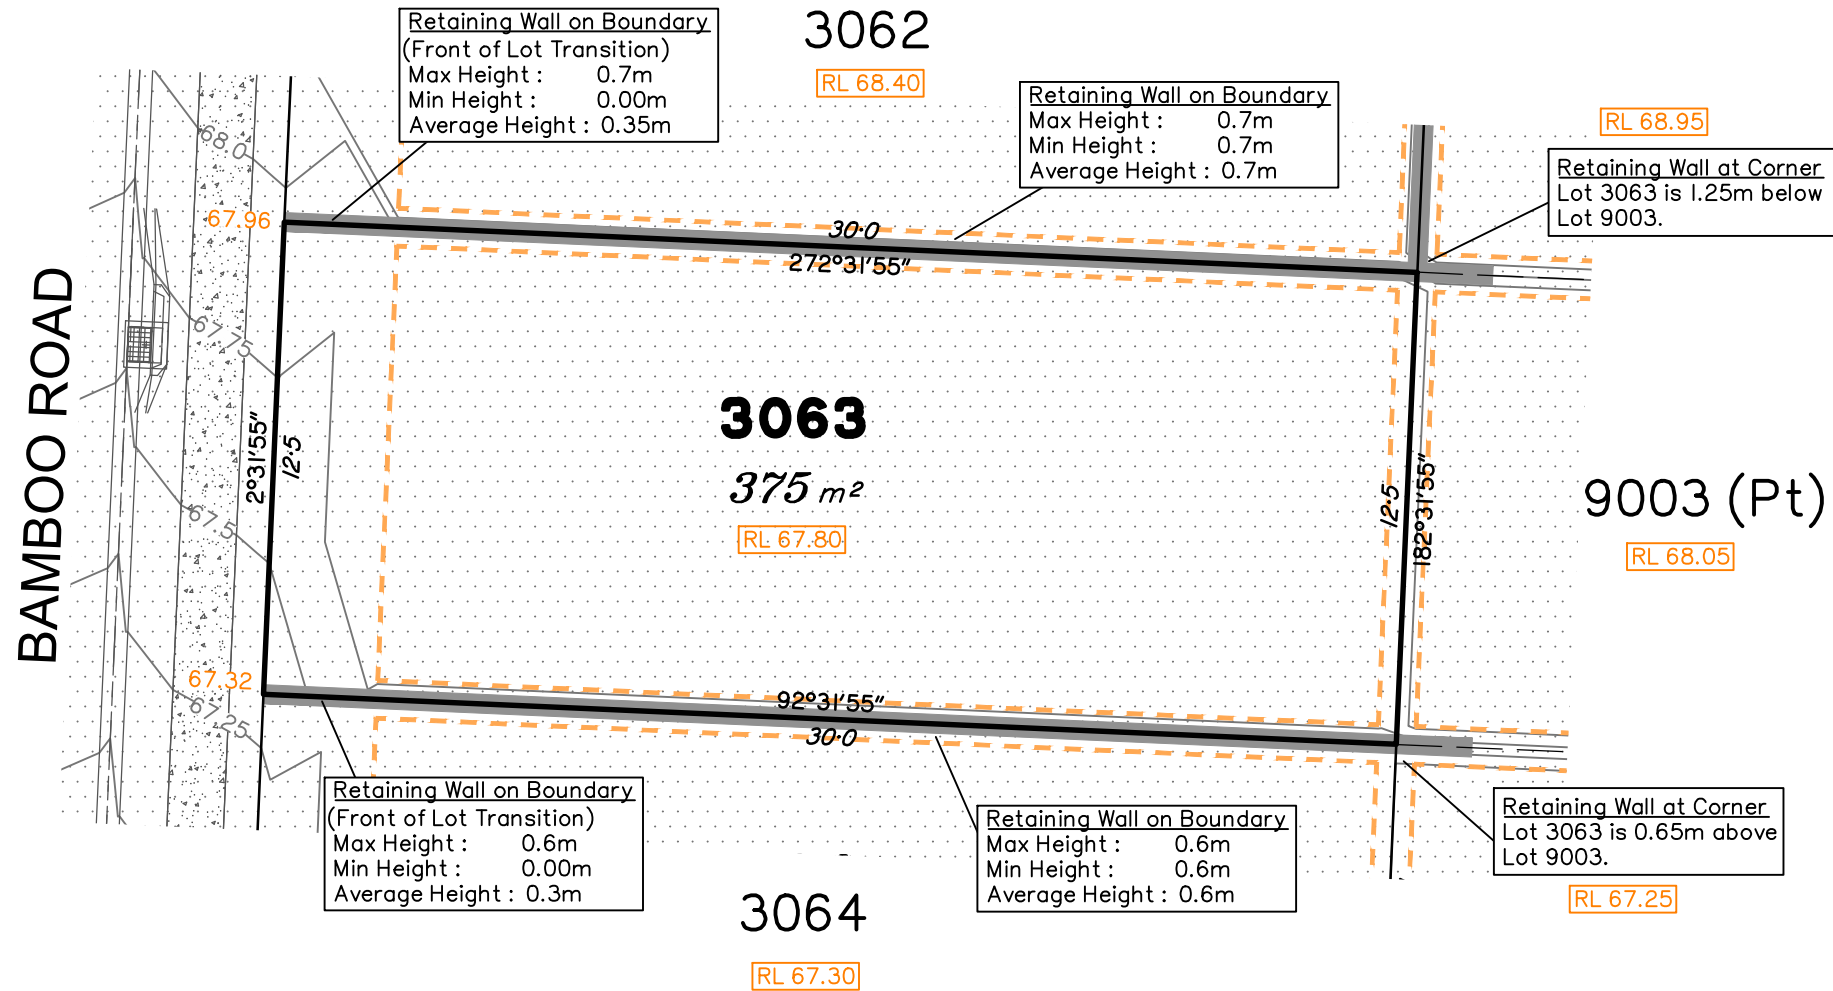 Retaining Wall on Boundary
(Front of Lot Transition)
Max Height : 0.7m
Min Height : 0.00m
Average Height : 0.35m
3062
RL 68.40
Retaining Wall on Boundary
Max Height : 0.7m
Min Height : 0.7m
Average Height : 0.7m
RL 68.95
Retaining Wall at Corner
Lot 3063 is 1.25m below
Lot 9003.
68.0
67.96
30·0
272°31'55"
BAMBOO ROAD
67.75
2°31'55"
12·5
3063
375 m²
RL 67.80
12·5
182°31'55"
9003 (Pt)
RL 68.05
67.5
67.32
67.25
92°31'55"
30·0
Retaining Wall on Boundary
(Front of Lot Transition)
Max Height : 0.6m
Min Height : 0.00m
Average Height : 0.3m
Retaining Wall on Boundary
Max Height : 0.6m
Min Height : 0.6m
Average Height : 0.6m
Retaining Wall at Corner
Lot 3063 is 0.65m above
Lot 9003.
RL 67.25
3064
RL 67.30